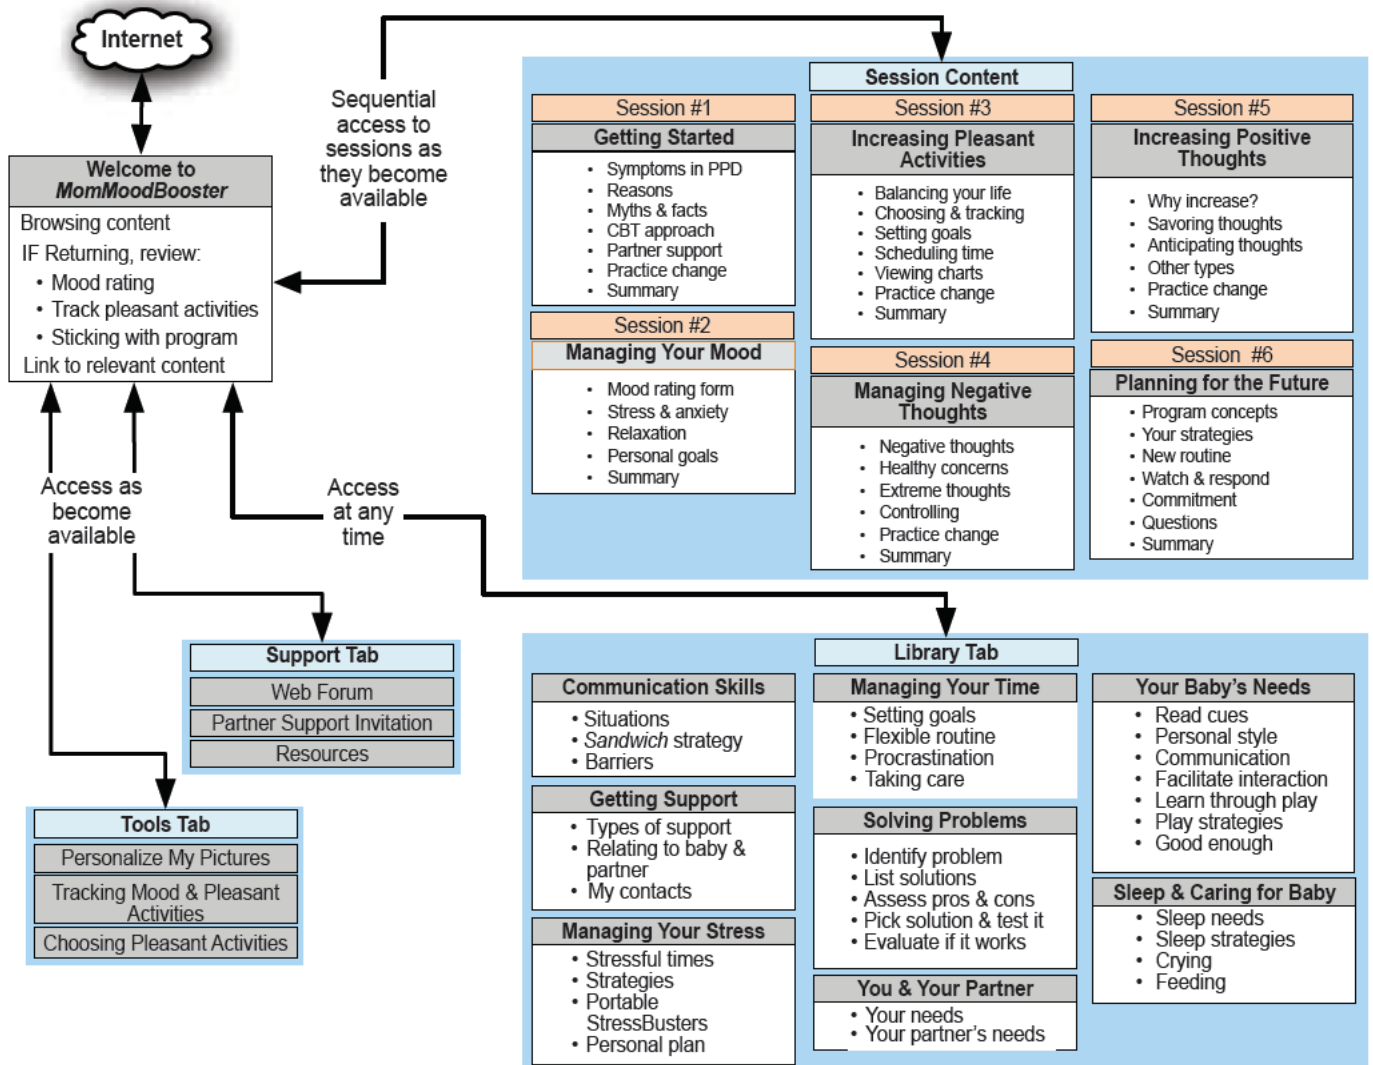 Internet
Welcome to
MomMoodBooster
Browsing content
IF Returning, review:
• Mood rating
• Track pleasant activities
• Sticking with program
Link to relevant content
Sequential
access to
sessions as
they become
available
Access as
become
available
Access
at any
time
Session Content
Session #1
Getting Started
• Symptoms in PPD
• Reasons
• Myths & facts
• CBT approach
• Partner support
• Practice change
• Summary
Session #2
Managing Your Mood
• Mood rating form
• Stress & anxiety
• Relaxation
• Personal goals
• Summary
Session #3
Increasing Pleasant
Activities
• Balancing your life
• Choosing & tracking
• Setting goals
• Scheduling time
• Viewing charts
• Practice change
• Summary
Session #4
Managing Negative
Thoughts
• Negative thoughts
• Healthy concerns
• Extreme thoughts
• Controlling
• Practice change
• Summary
Session #5
Increasing Positive
Thoughts
• Why increase?
• Savoring thoughts
• Anticipating thoughts
• Other types
• Practice change
• Summary
Session #6
Planning for the Future
• Program concepts
• Your strategies
• New routine
• Watch & respond
• Commitment
• Questions
• Summary
Support Tab
Web Forum
Partner Support Invitation
Resources
Tools Tab
Personalize My Pictures
Tracking Mood & Pleasant
Activities
Choosing Pleasant Activities
Library Tab
Communication Skills
• Situations
• Sandwich strategy
• Barriers
Getting Support
• Types of support
• Relating to baby &
partner
• My contacts
Managing Your Stress
• Stressful times
• Strategies
• Portable
StressBusters
• Personal plan
Managing Your Time
• Setting goals
• Flexible routine
• Procrastination
• Taking care
Solving Problems
• Identify problem
• List solutions
• Assess pros & cons
• Pick solution & test it
• Evaluate if it works
You & Your Partner
• Your needs
• Your partner's needs
Your Baby's Needs
• Read cues
• Personal style
• Communication
• Facilitate interaction
• Learn through play
• Play strategies
• Good enough
Sleep & Caring for Baby
• Sleep needs
• Sleep strategies
• Crying
• Feeding